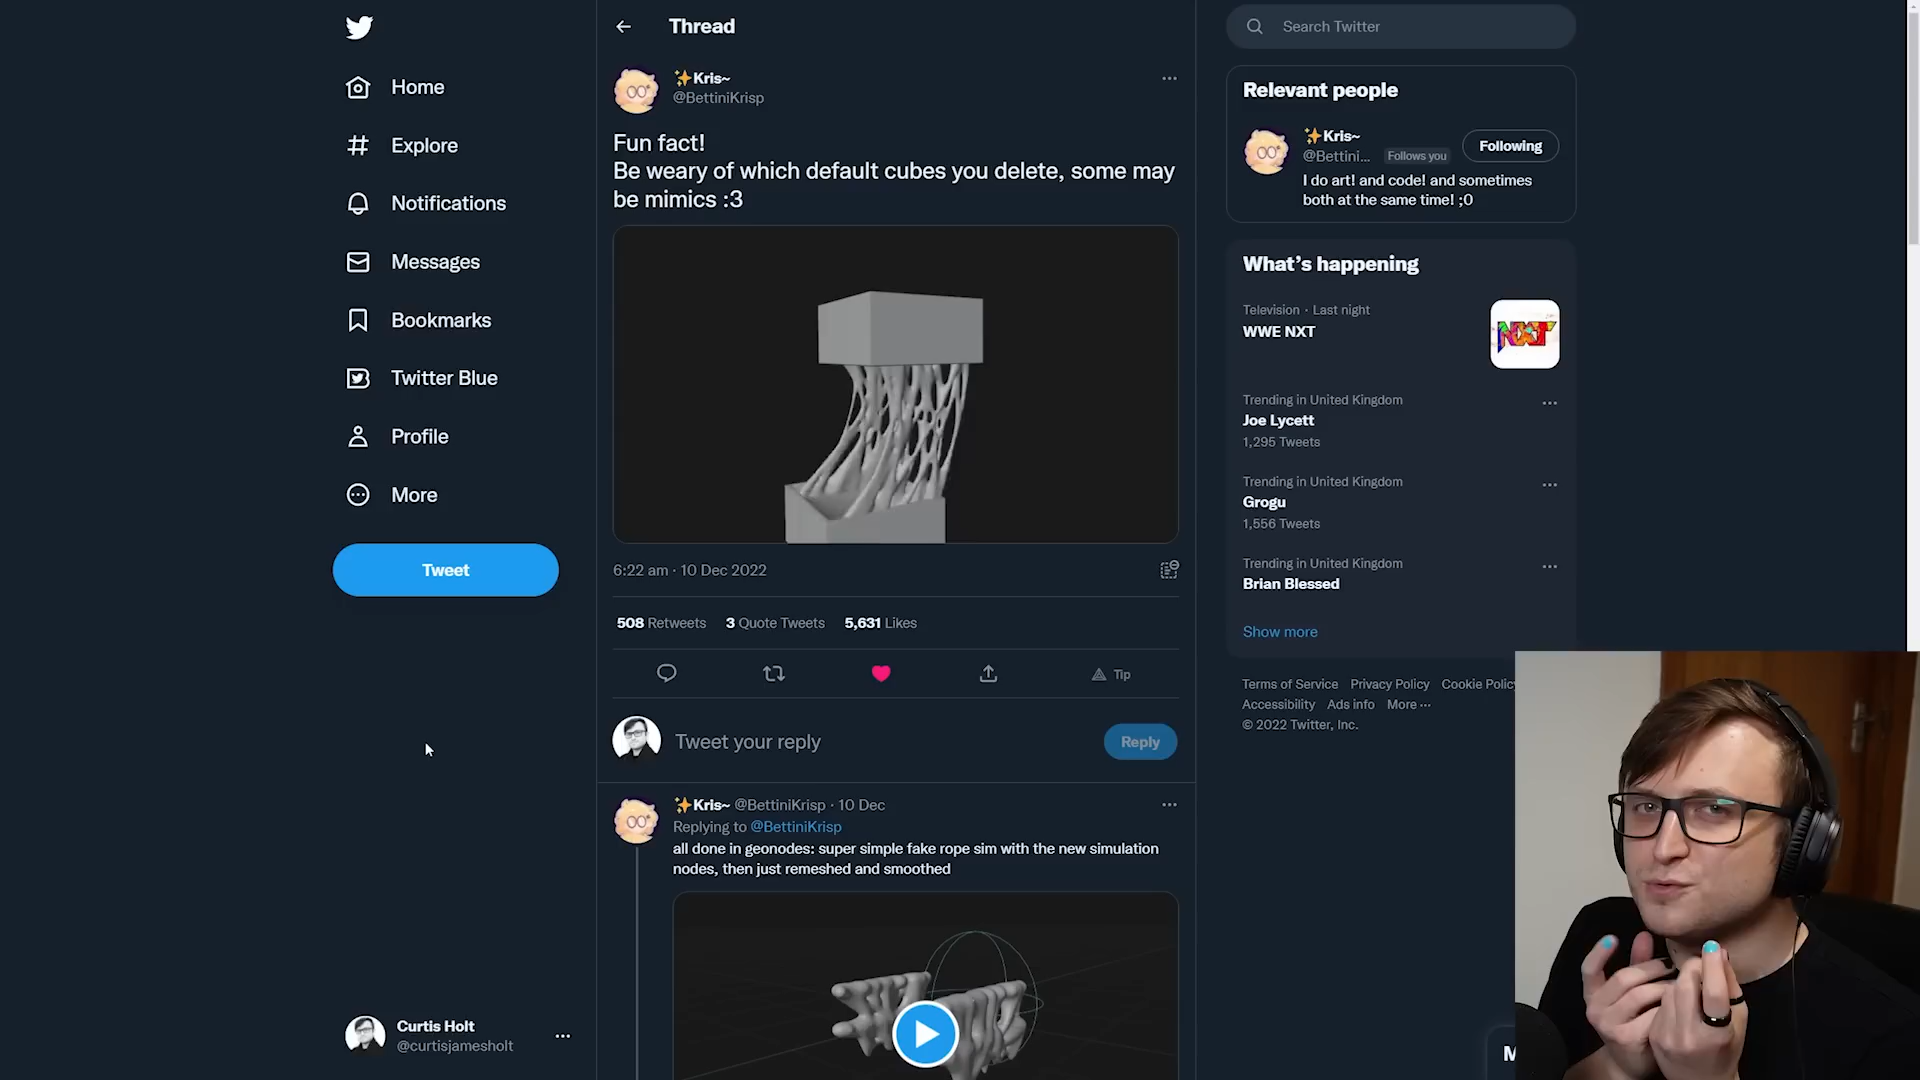 Home
Explore
Notifications
Messages
Bookmarks
Twitter Blue
Profile
More
Tweet
Curtis Holt
@curtisjamesholt
Thread
✨Kris~
@BettiniKrisp
Fun fact!
Be weary of which default cubes you delete, some may
be mimics :3
6:22 am · 10 Dec 2022
508 Retweets 3 Quote Tweets 5,631 Likes
Tip
Tweet your reply
Reply
✨Kris~ @BettiniKrisp · 10 Dec
Replying to @BettiniKrisp
all done in geonodes: super simple fake rope sim with the new simulation
nodes, then just remeshed and smoothed
Search Twitter
Relevant people
✨Kris~
@Bettini... Follows you
Following
I do art! and code! and sometimes
both at the same time! ;0
What's happening
Television · Last night
WWE NXT
NXT
Trending in United Kingdom
Joe Lycett
1,295 Tweets
Trending in United Kingdom
Grogu
1,556 Tweets
Trending in United Kingdom
Brian Blessed
Show more
Terms of Service Privacy Policy Cookie Policy
Accessibility Ads info More ···
© 2022 Twitter, Inc.